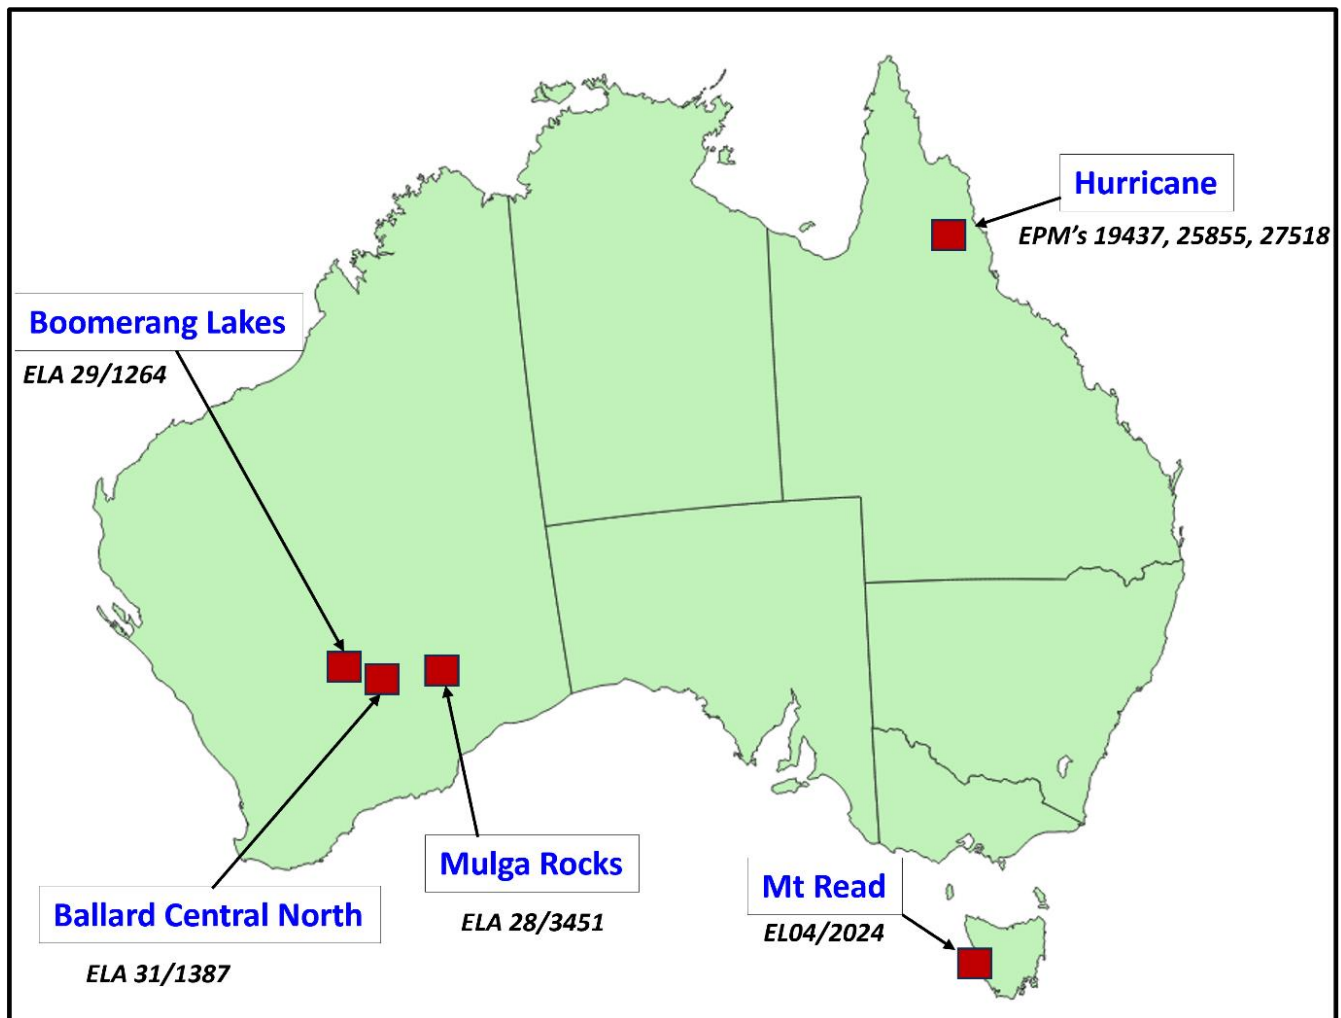 Hurricane
EPM's 19437, 25855, 27518
Boomerang Lakes
ELA 29/1264
Mulga Rocks
ELA 28/3451
Ballard Central North
ELA 31/1387
Mt Read
EL04/2024